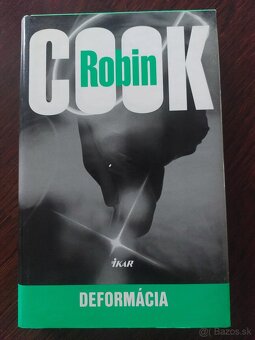 Robin
COOK
IKAR
DEFORMÁCIA
@ Bazos.sk